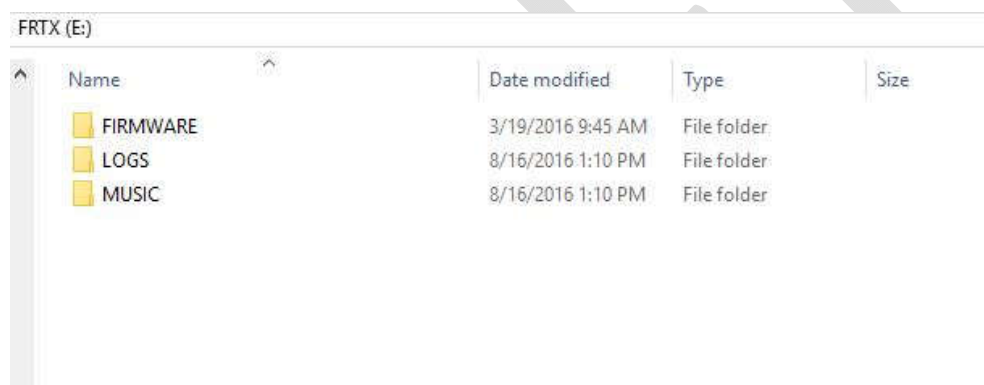 FRTX (E:)
Name Date modified Type Size
FIRMWARE 3/19/2016 9:45 AM File folder
LOGS 8/16/2016 1:10 PM File folder
MUSIC 8/16/2016 1:10 PM File folder